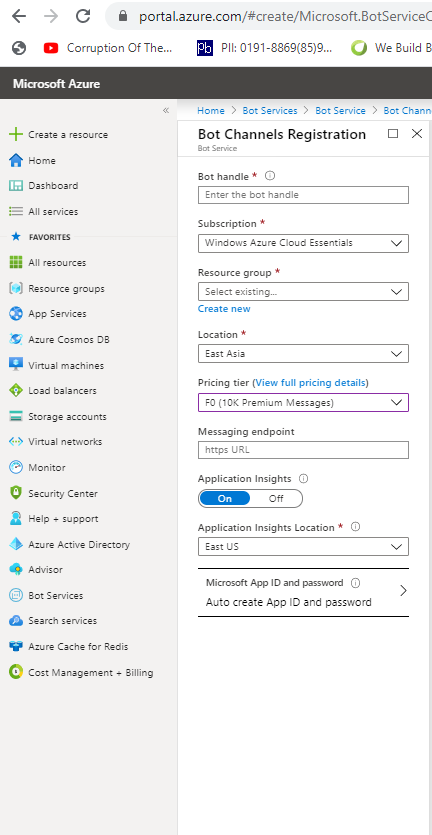 portal.azure.com/#create/Microsoft.BotServiceC
Corruption Of The...
pb
PII: 0191-8869(85)9...
We Build B
Microsoft Azure
«
Home > Bot Services > Bot Service > Bot Chann
Bot Channels Registration
Bot Service
Create a resource
Home
Dashboard
All services
FAVORITES
All resources
Resource groups
App Services
Azure Cosmos DB
Virtual machines
Load balancers
Storage accounts
Virtual networks
Monitor
Security Center
Help + support
Azure Active Directory
Advisor
Bot Services
Search services
Azure Cache for Redis
Cost Management + Billing
Bot handle *
Enter the bot handle
Subscription *
Windows Azure Cloud Essentials
Resource group *
Select existing...
Create new
Location *
East Asia
Pricing tier (View full pricing details)
F0 (10K Premium Messages)
Messaging endpoint
https URL
Application Insights
On Off
Application Insights Location *
East US
Microsoft App ID and password
Auto create App ID and password